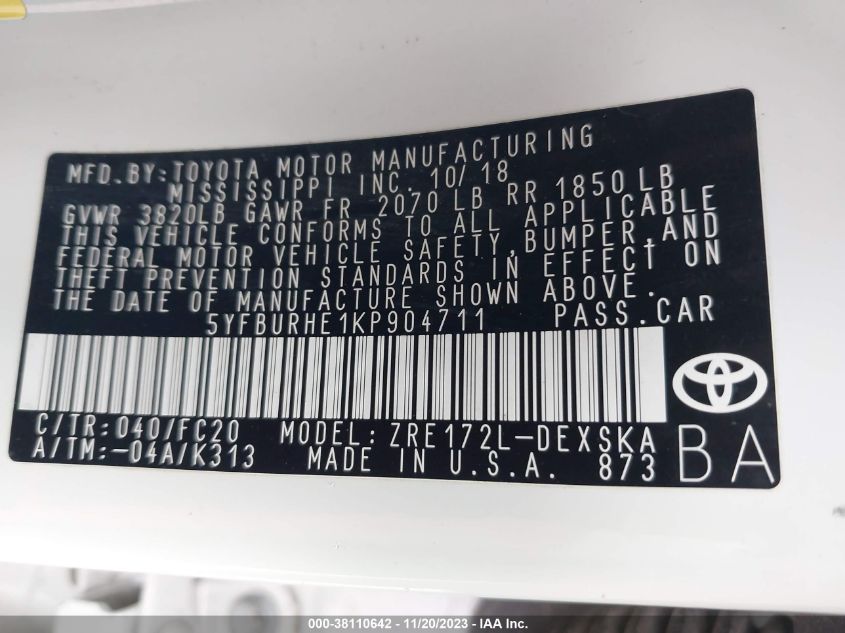 MFD.BY:TOYOTA MOTOR MANUFACTURING
MISSISSIPPI INC. 10/18
GVWR 3820LB GAWR FR 2070 LB RR 1850LB
THIS VEHICLE CONFORMS TO ALL APPLICABLE
FEDERAL MOTOR VEHICLE SAFETY,BUMPER,AND
THEFT PREVENTION STANDARDS IN EFFECT ON
THE DATE OF MANUFACTURE SHOWN ABOVE.
5YFBURHE1KP904711 PASS.CAR
C/TR:040/FC20 MODEL:ZRE172L-DEXSKA
A/TM:-04A/K313 MADE IN U.S.A. 873
BA
000-38110642 - 11/20/2023 - IAA Inc.